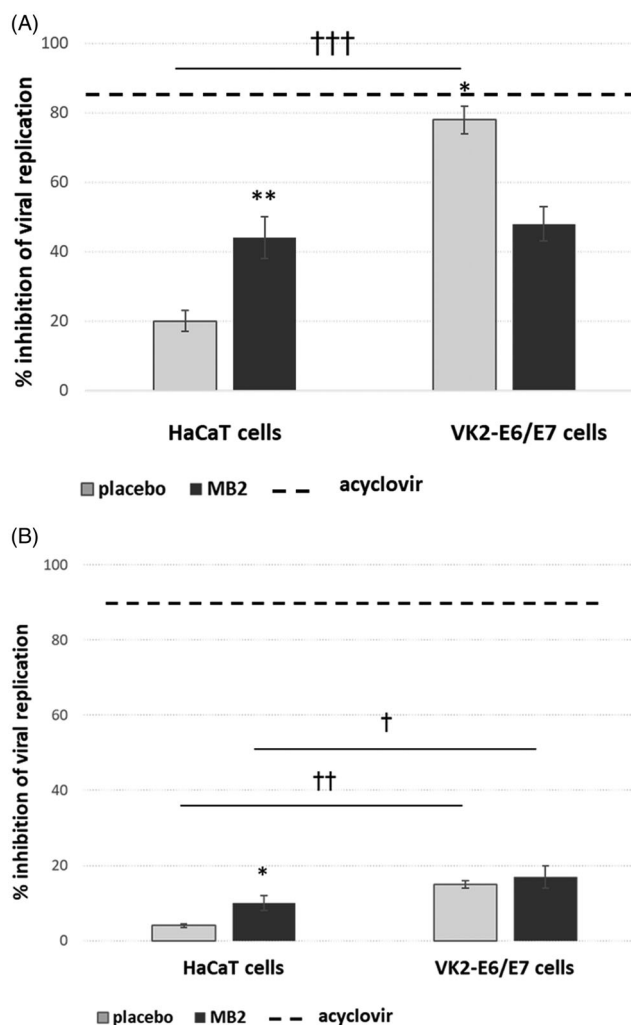 (A)
†††
100
80
60
40
20
0
% inhibition of viral replication
*
**
HaCaT cells VK2-E6/E7 cells
placebo MB2 acyclovir
(B)
100
80
60
40
20
0
% inhibition of viral replication
†
††
*
HaCaT cells VK2-E6/E7 cells
placebo MB2 acyclovir